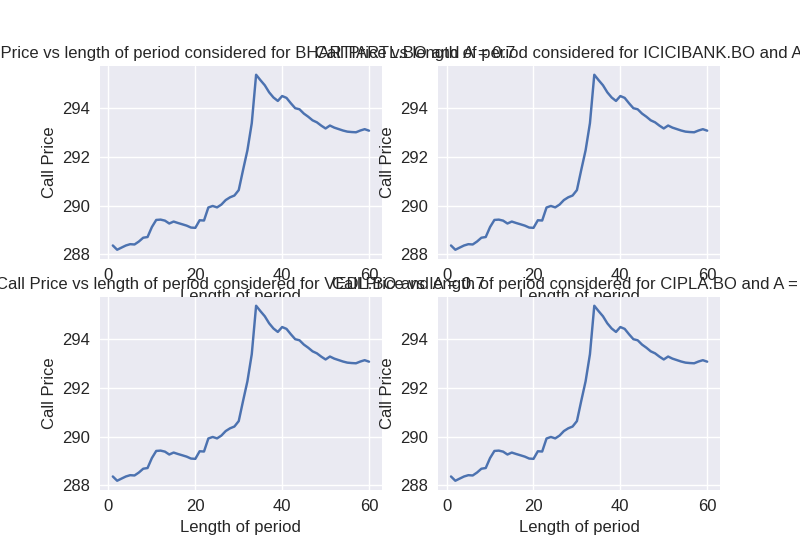 Price vs length of period considered for BHARTIARTL.BO and A = 0.7
Call Price vs length of period considered for ICICIBANK.BO and A
294
292
290
288
Call Price
0 20 40 60
Length of period
294
292
290
288
Call Price
0 20 40 60
Length of period
Call Price vs length of period considered for VEDL.BO and A = 0.7
Call Price vs length of period considered for CIPLA.BO and A =
294
292
290
288
Call Price
0 20 40 60
Length of period
294
292
290
288
Call Price
0 20 40 60
Length of period